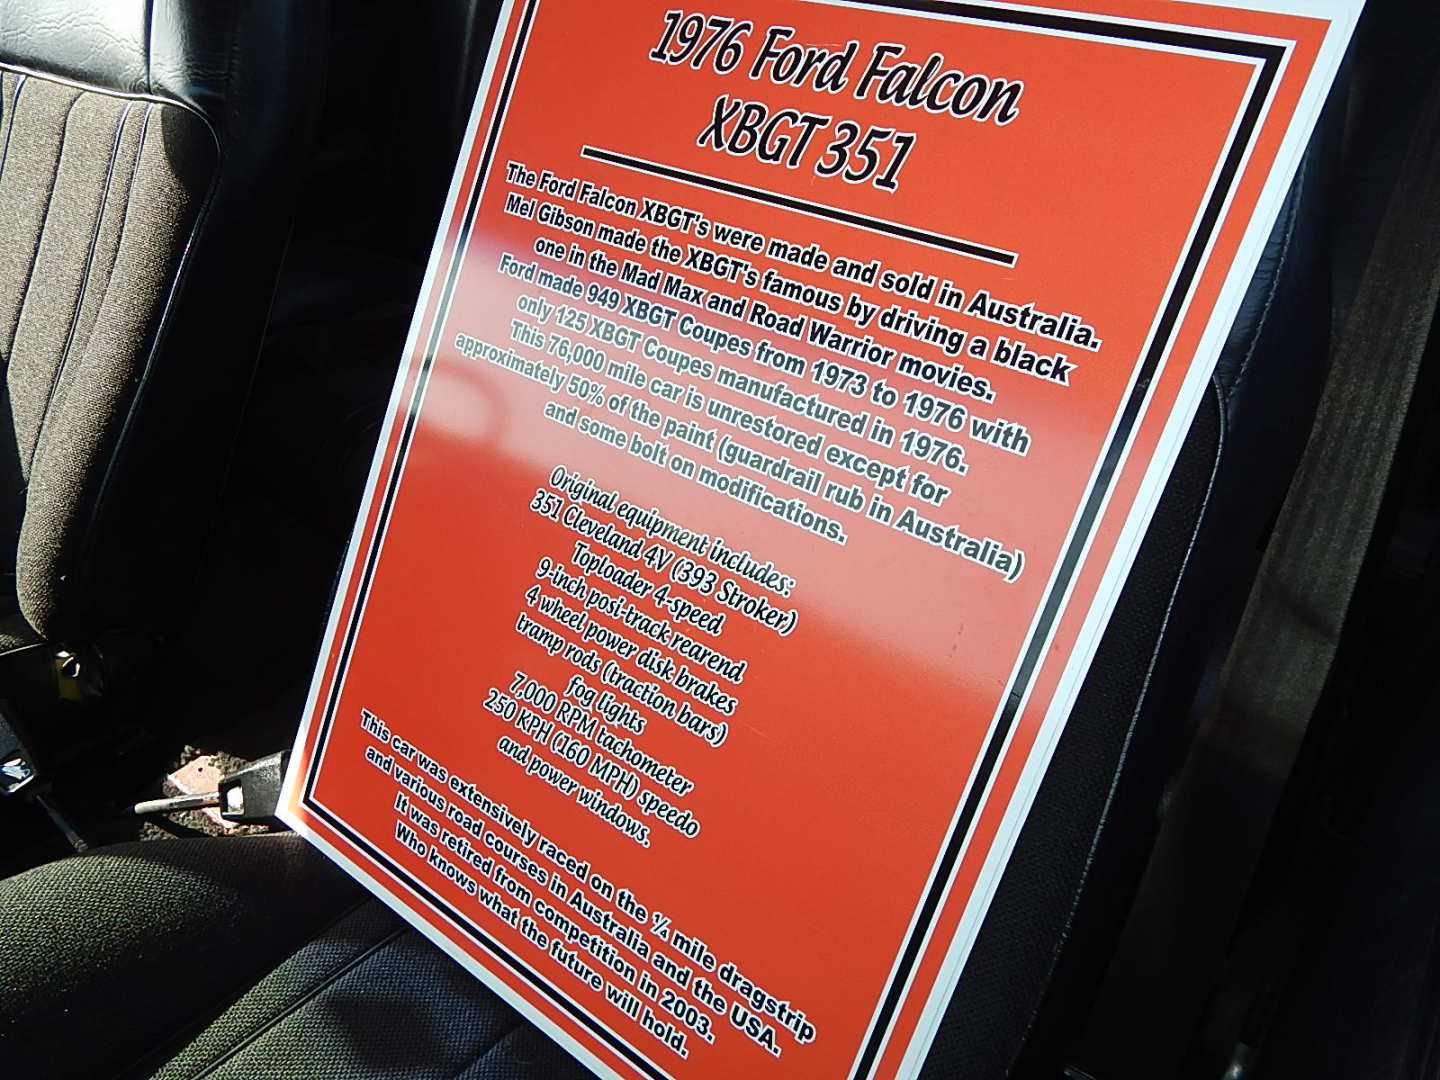 1976 Ford Falcon
XBGT 351
The Ford Falcon XBGT's were made and sold in Australia.
Mel Gibson made the XBGT's famous by driving a black
one in the Mad Max and Road Warrior movies.
Ford made 949 XBGT Coupes from 1973 to 1976 with
only 125 XBGT Coupes manufactured in 1976.
This 76,000 mile car is unrestored except for
approximately 50% of the paint (guardrail rub in Australia)
and some bolt on modifications.
Original equipment includes:
351 Cleveland 4V (393 Stroker)
Toploader 4-speed
9-inch posi-track rearend
4 wheel power disk brakes
tramp rods (traction bars)
fog lights
7,000 RPM tachometer
250 KPH (160 MPH) speedo
and power windows.
This car was extensively raced on the ¼ mile dragstrip
and various road courses in Australia and the USA.
It was retired from competition in 2003.
Who knows what the future will hold.